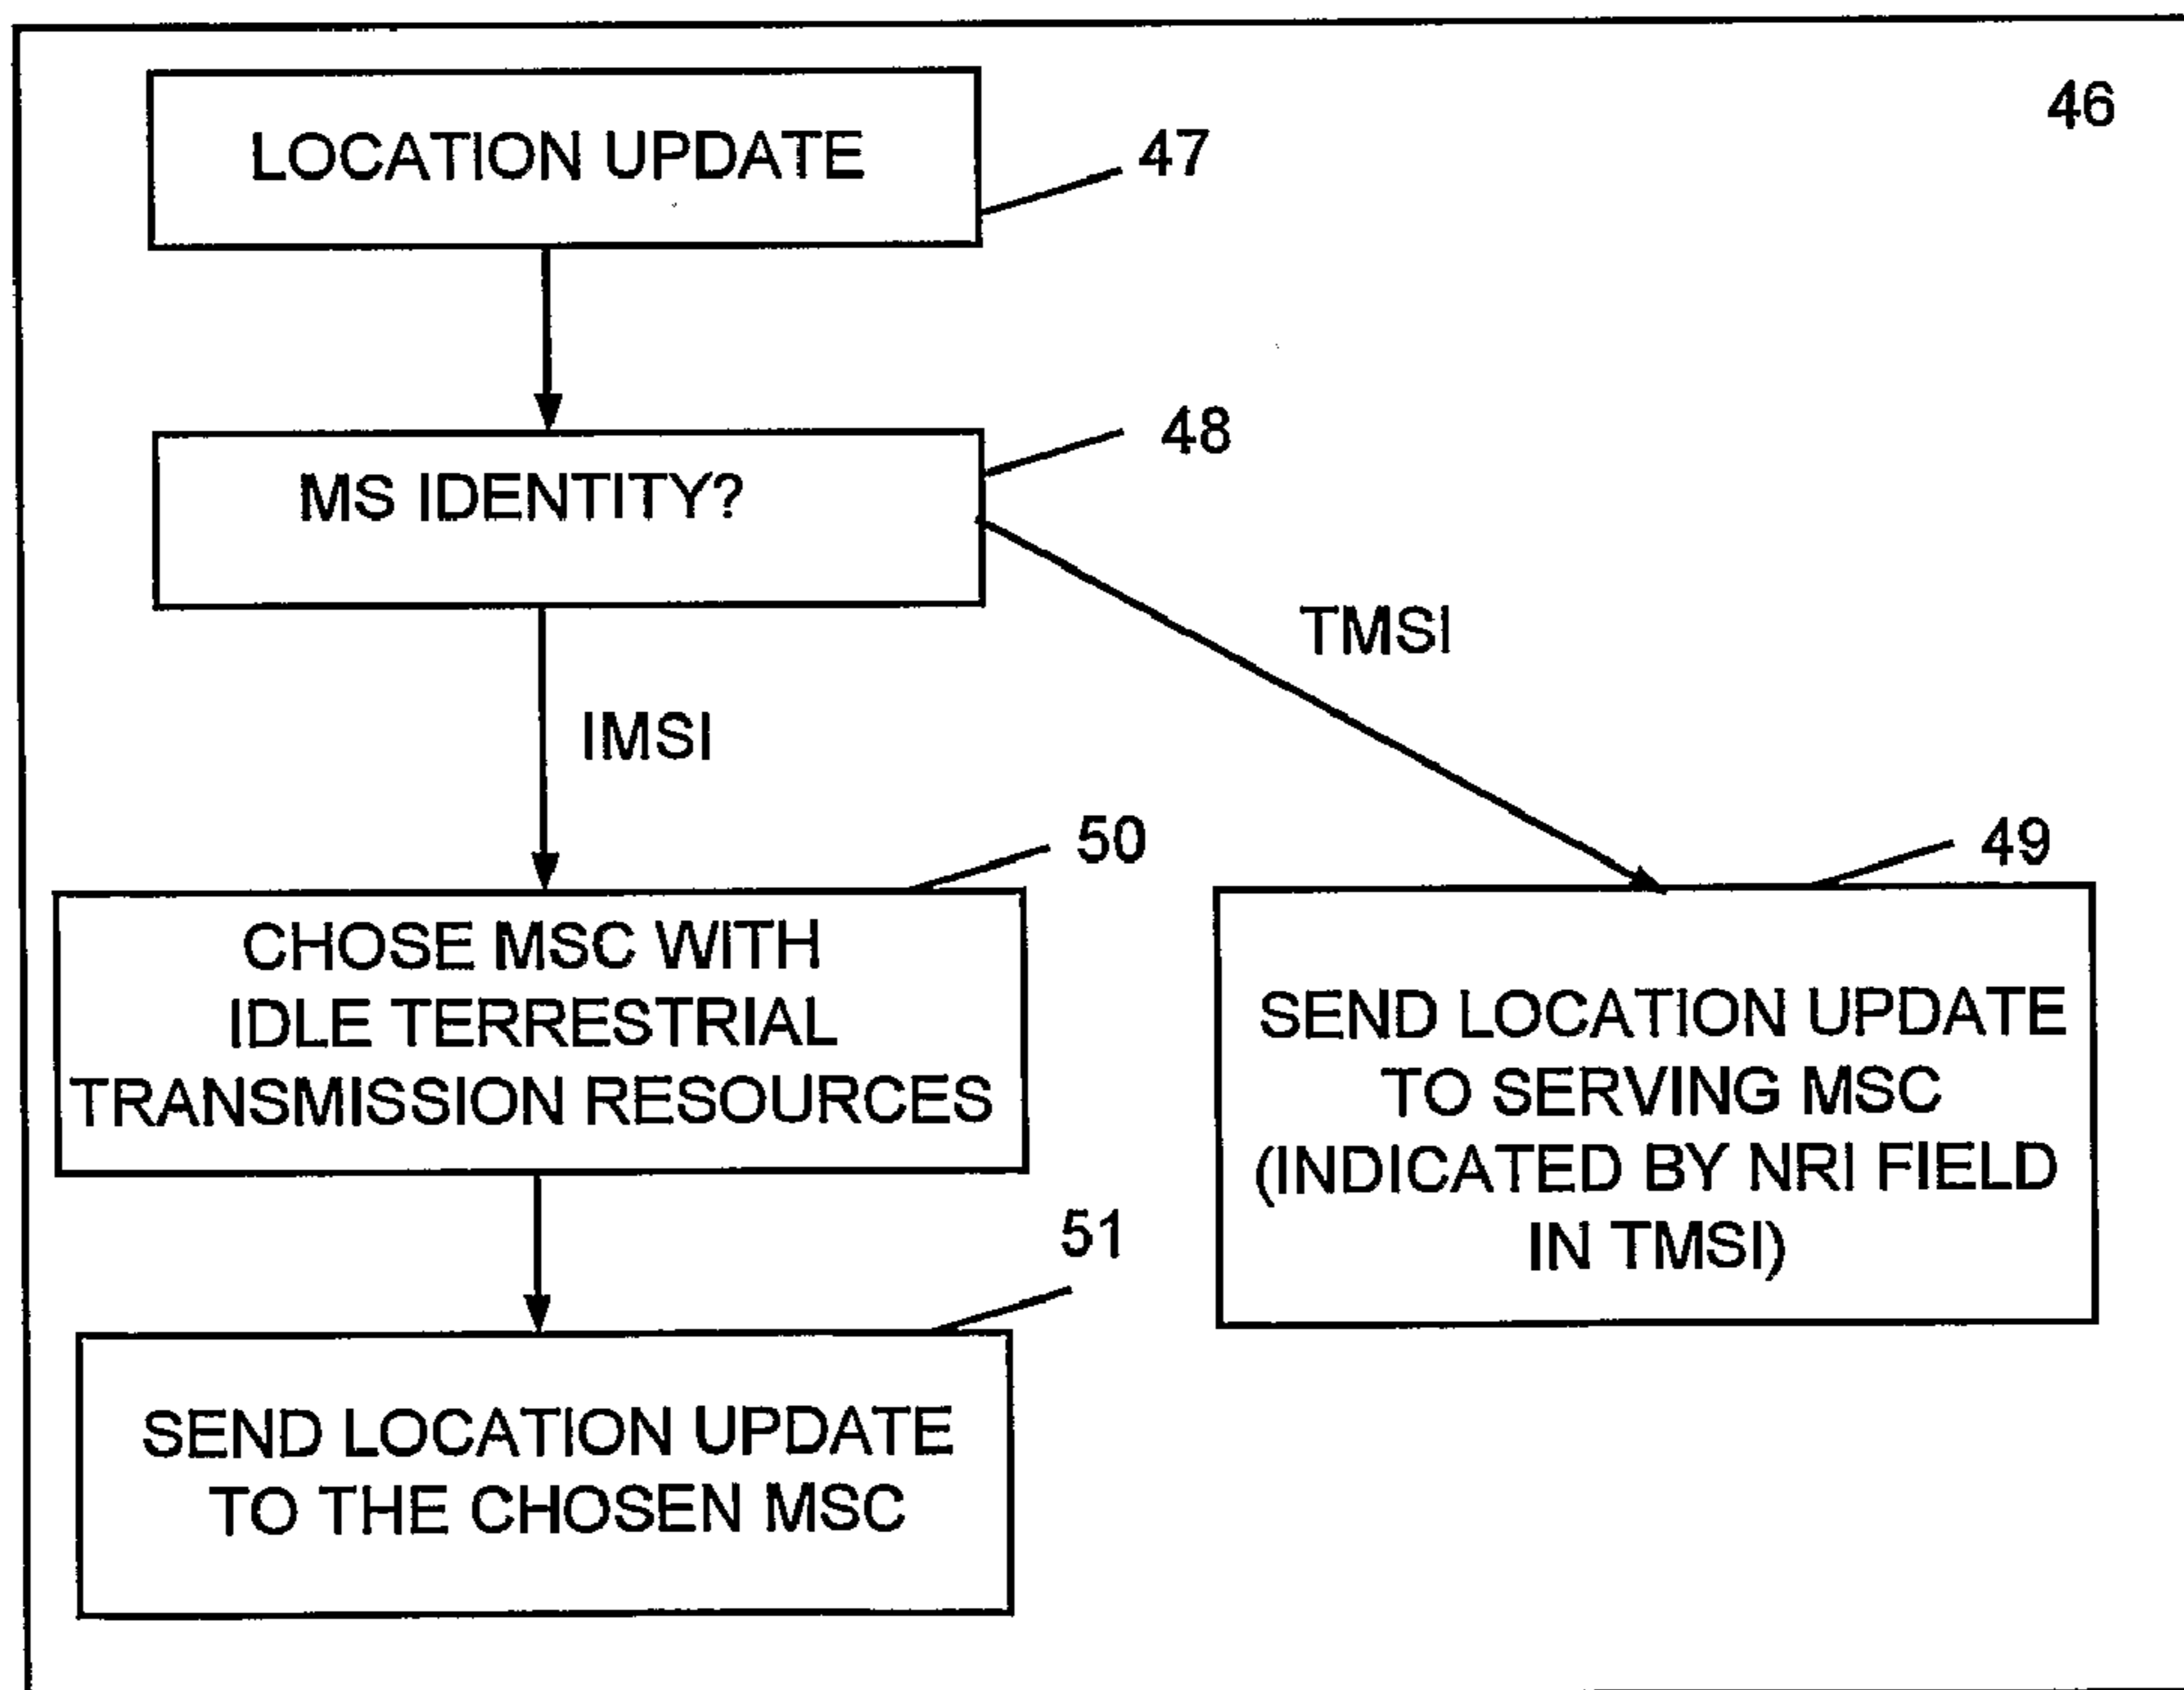 46
LOCATION UPDATE
47
MS IDENTITY?
48
TMSI
IMSI
50
CHOSE MSC WITH
IDLE TERRESTRIAL
TRANSMISSION RESOURCES
49
SEND LOCATION UPDATE
TO SERVING MSC
(INDICATED BY NRI FIELD
IN TMSI)
51
SEND LOCATION UPDATE
TO THE CHOSEN MSC